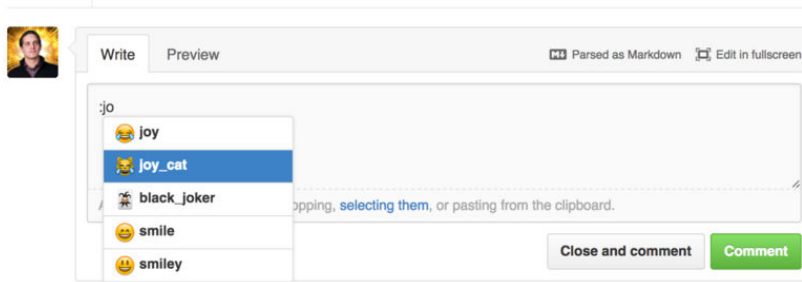 Write Preview Parsed as Markdown Edit in fullscreen
:jo
joy
joy_cat
black_joker
opping, selecting them, or pasting from the clipboard.
smile
Close and comment Comment
smiley